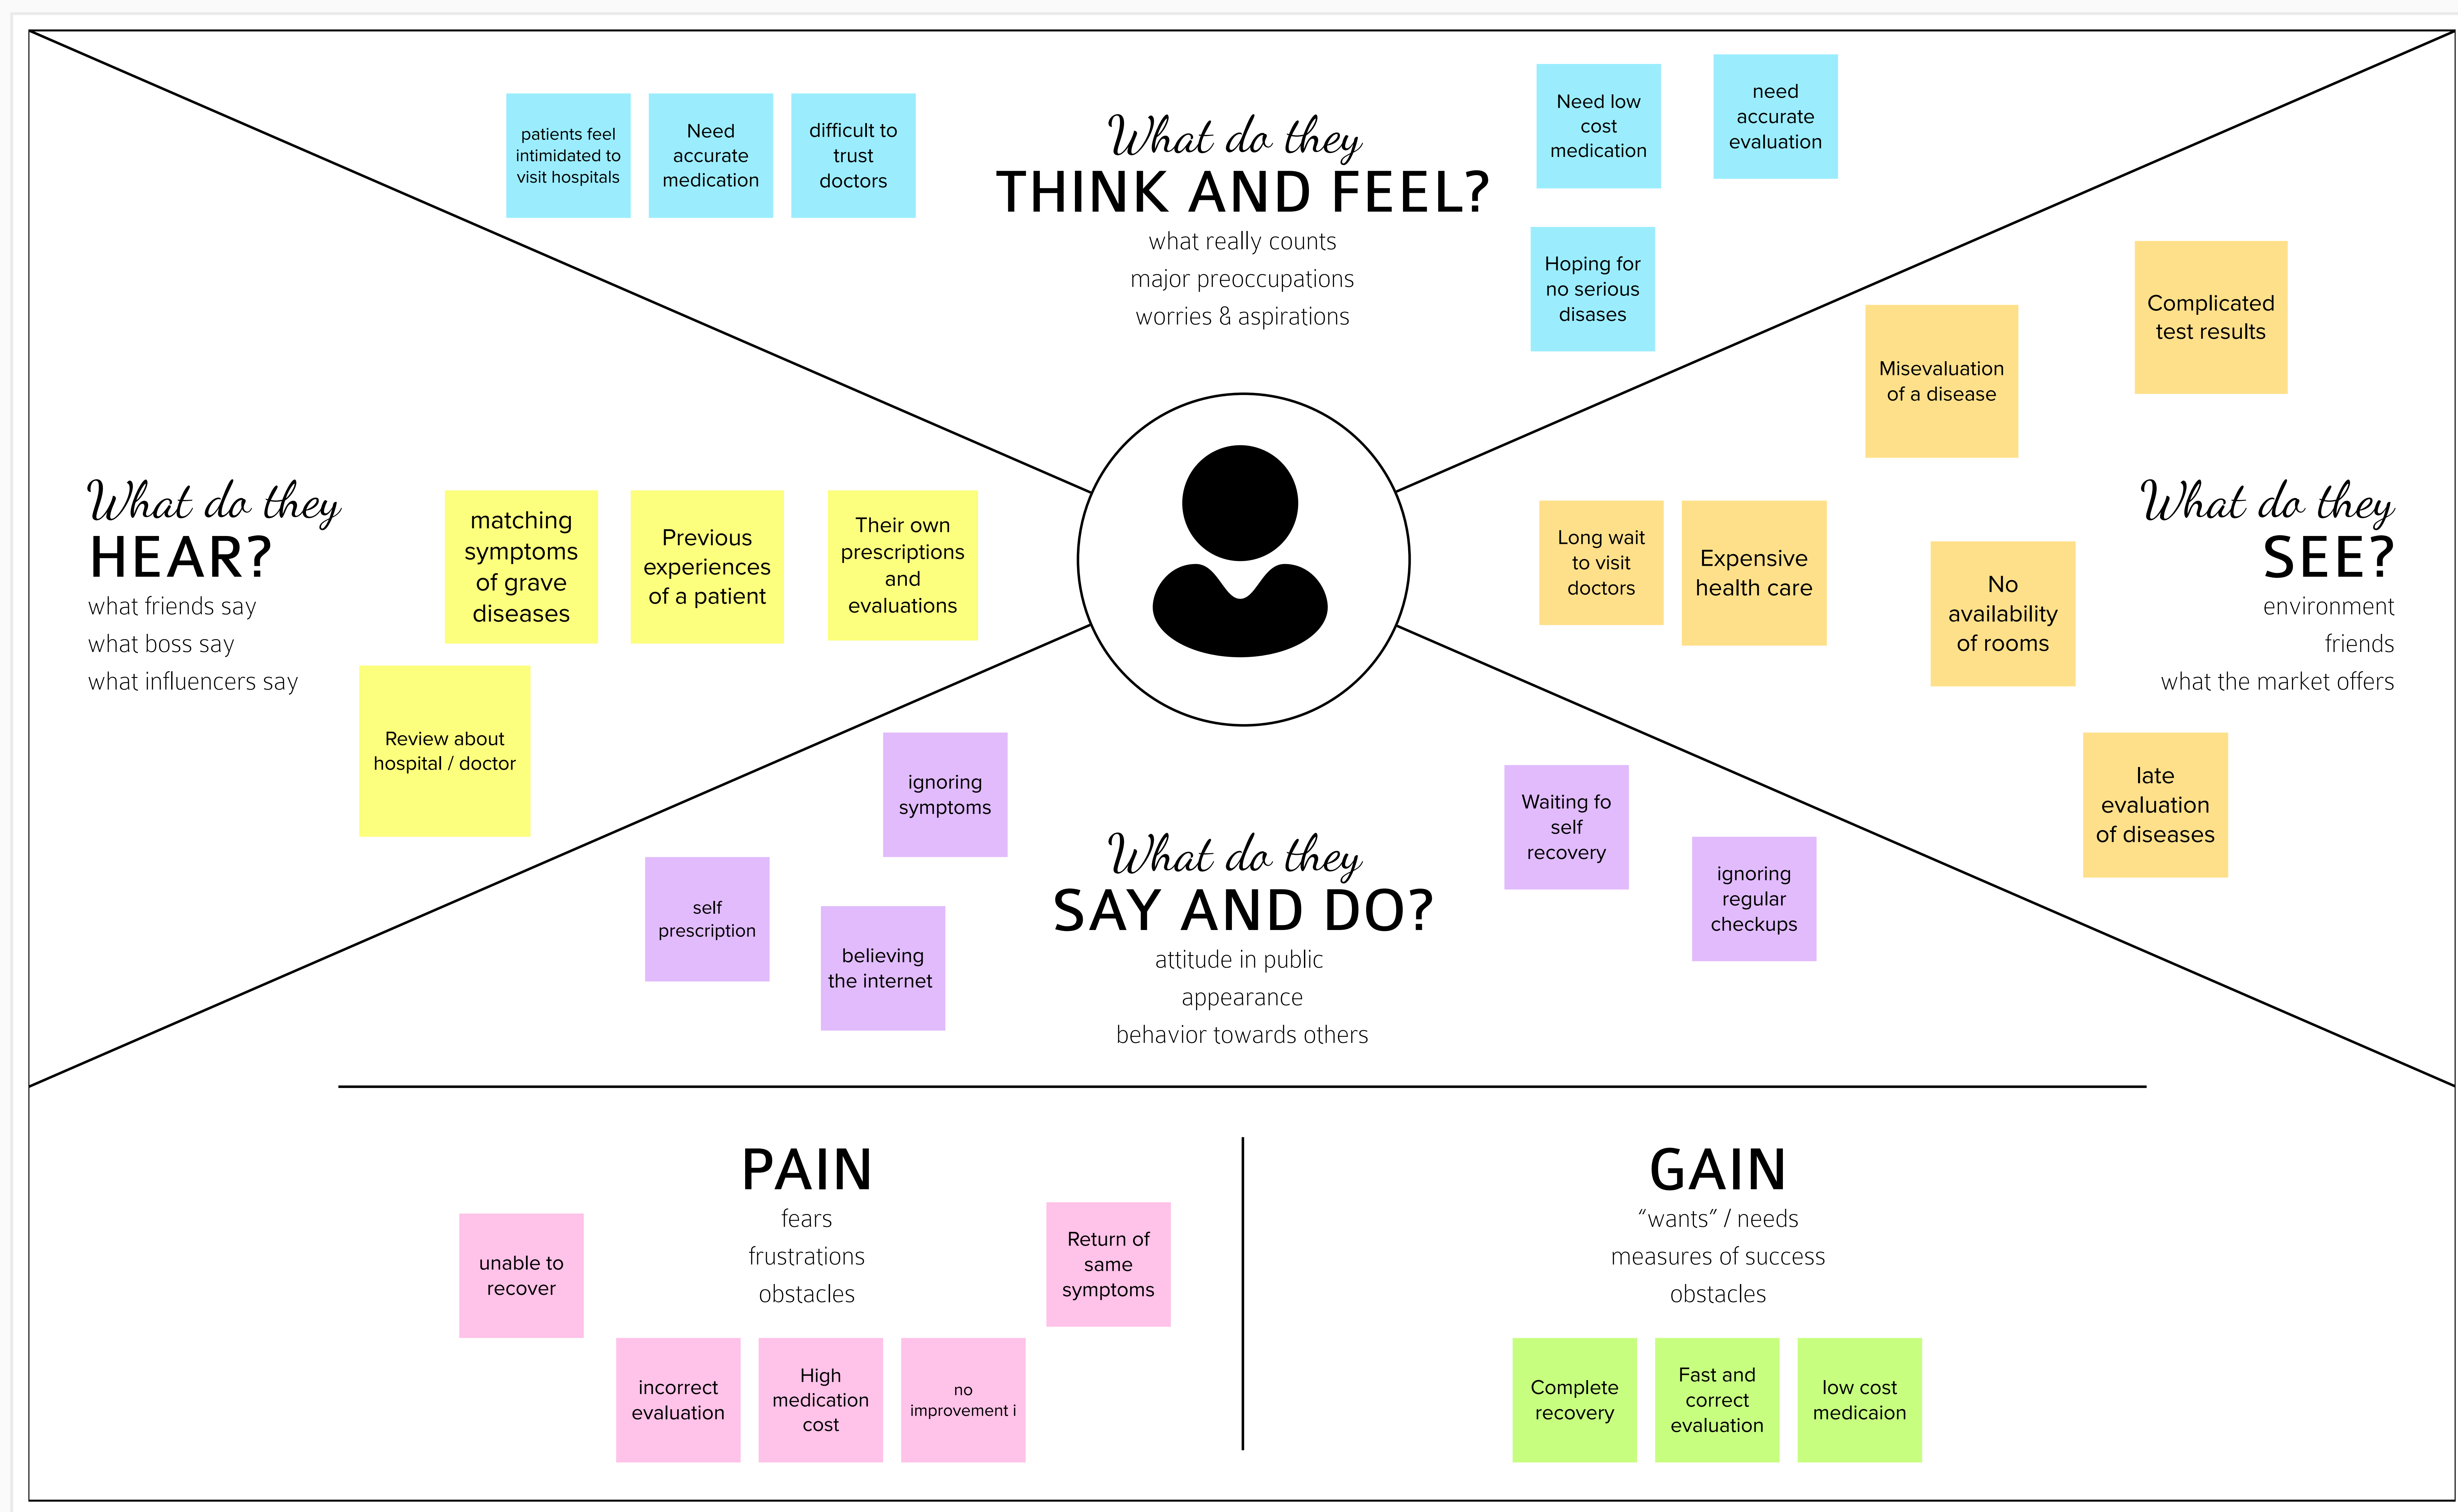 patients feel
intimidated to
visit hospitals
Need
accurate
medication
difficult to
trust
doctors
What do they
THINK AND FEEL?
what really counts
major preoccupations
worries & aspirations
Need low
cost
medication
need
accurate
evaluation
Hoping for
no serious
disases
What do they
HEAR?
what friends say
what boss say
what influencers say
matching
symptoms
of grave
diseases
Previous
experiences
of a patient
Their own
prescriptions
and
evaluations
Review about
hospital / doctor
Misevaluation
of a disease
Complicated
test results
Long wait
to visit
doctors
Expensive
health care
No
availability
of rooms
What do they
SEE?
environment
friends
what the market offers
late
evaluation
of diseases
ignoring
symptoms
self
prescription
believing
the internet
What do they
SAY AND DO?
attitude in public
appearance
behavior towards others
Waiting fo
self
recovery
ignoring
regular
checkups
PAIN
fears
frustrations
obstacles
unable to
recover
Return of
same
symptoms
incorrect
evaluation
High
medication
cost
no
improvement i
GAIN
“wants” / needs
measures of success
obstacles
Complete
recovery
Fast and
correct
evaluation
low cost
medicaion